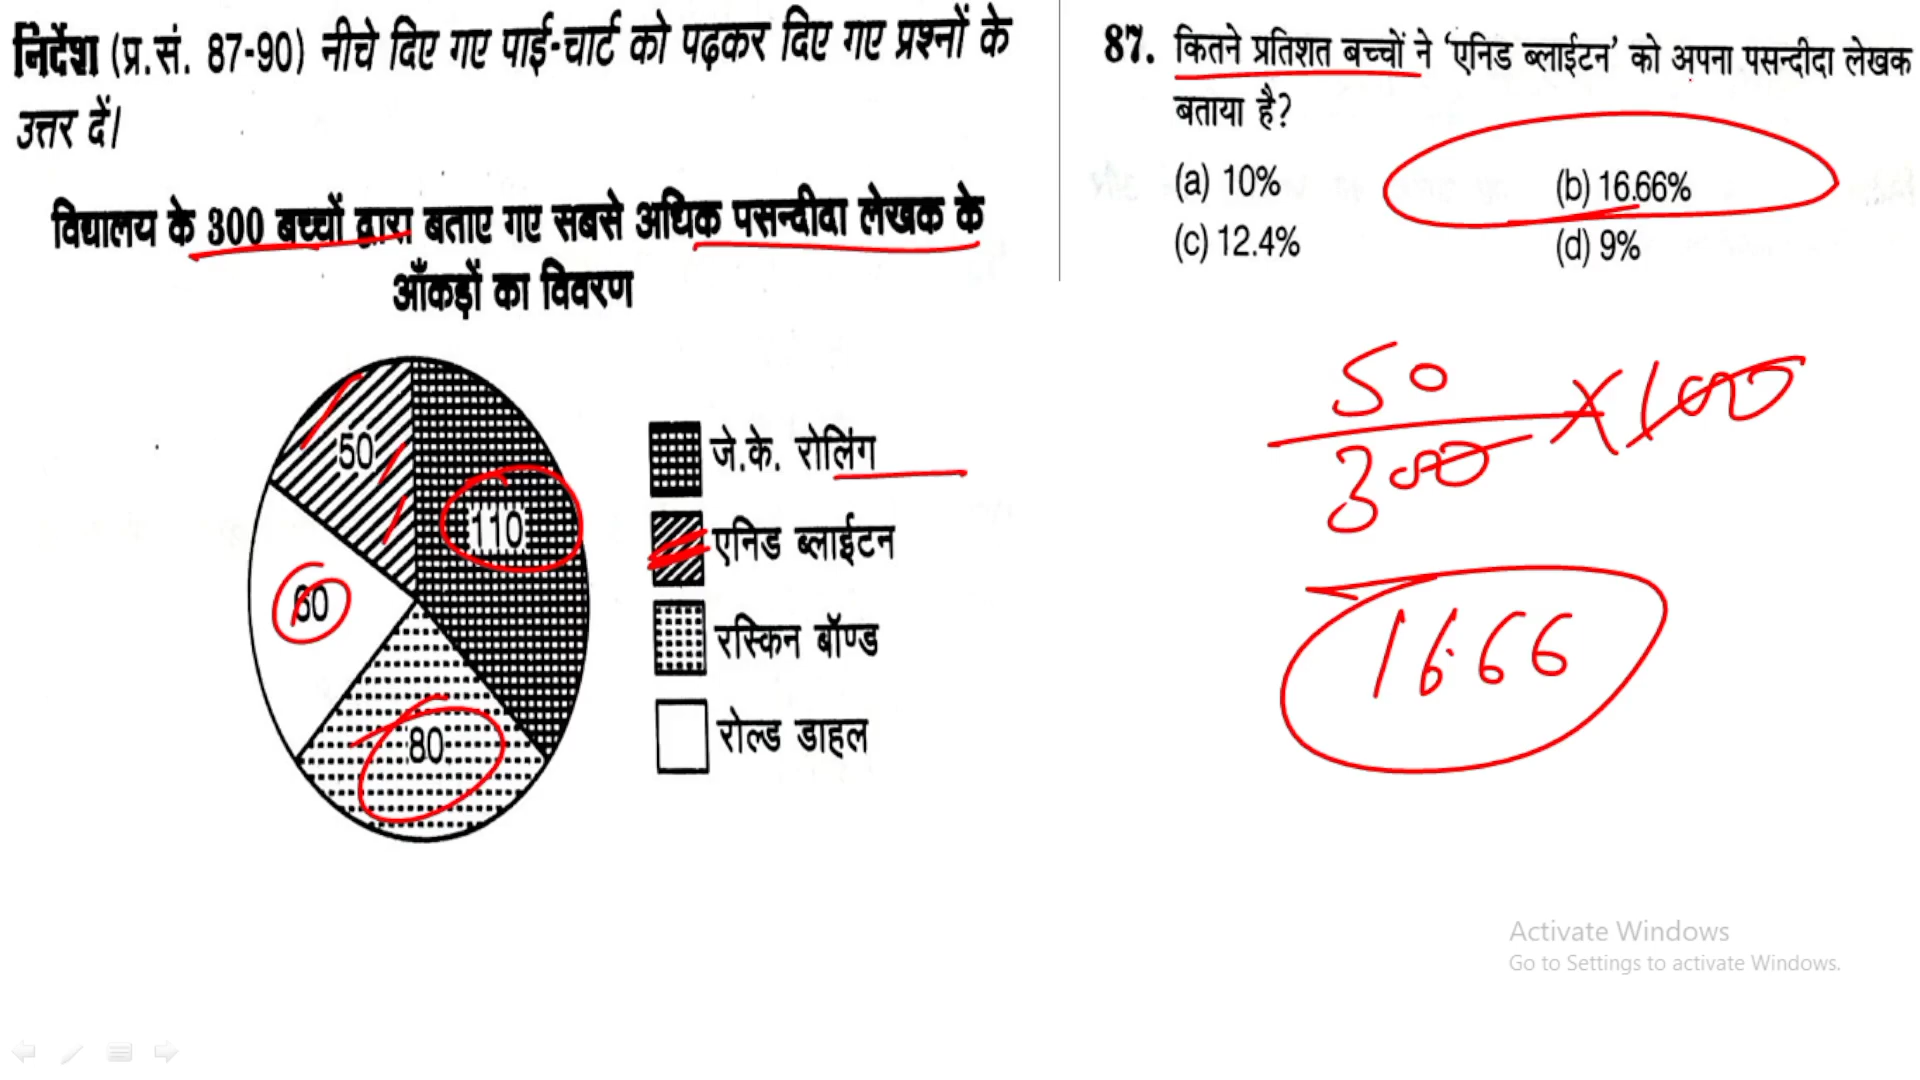 निर्देश (प्र.सं. 87-90) नीचे दिए गए पाई-चार्ट को पढ़कर दिए गए प्रश्नों के
उत्तर दें।
विद्यालय के 300 बच्चों द्वारा बताए गए सबसे अधिक पसन्दीदा लेखक के
आँकड़ों का विवरण
50
110
60
80
जे.के. रोलिंग
एनिड ब्लाईटन
रस्किन बॉण्ड
रोल्ड डाहल
87. कितने प्रतिशत बच्चों ने ‘एनिड ब्लाईटन’ को अपना पसन्दीदा लेखक
बताया है?
(a) 10% (b) 16.66%
(c) 12.4% (d) 9%
50
300 × 100
16.66
Activate Windows
Go to Settings to activate Windows.